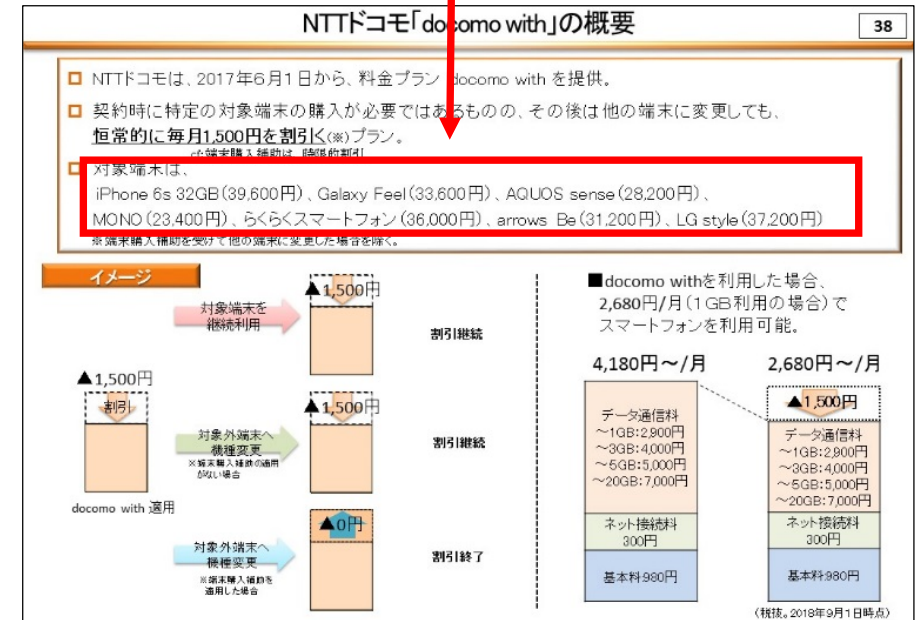 NTTドコモ「docomo with」の概要
38
NTTドコモは、2017年6月1日から、料金プラン docomo with を提供。
契約時に特定の対象端末の購入が必要ではあるものの、その後は他の端末に変更しても、
恒常的に毎月1,500円を割引く(※)プラン。
cf:端末購入補助は、時限的割引
対象端末は、
iPhone 6s 32GB(39,600円)、Galaxy Feel(33,600円)、AQUOS sense(28,200円)、
MONO(23,400円)、らくらくスマートフォン(36,000円)、arrows Be(31,200円)、LG style(37,200円)
※端末購入補助を受けて他の端末に変更した場合を除く。
イメージ
▲1,500円
割引
docomo with 適用
対象端末を
継続利用
▲1,500円
割引継続
対象外端末へ
機種変更
※端末購入補助の適用
がない場合
▲1,500円
割引継続
対象外端末へ
機種変更
※端末購入補助を
適用した場合
▲0円
割引終了
■docomo withを利用した場合、
2,680円/月(1GB利用の場合)で
スマートフォンを利用可能。
4,180円～/月
データ通信料
～1GB:2,900円
～3GB:4,000円
～5GB:5,000円
～20GB:7,000円
ネット接続料
300円
基本料980円
2,680円～/月
▲1,500円
データ通信料
～1GB:2,900円
～3GB:4,000円
～5GB:5,000円
～20GB:7,000円
ネット接続料
300円
基本料980円
(税抜。2018年9月1日時点)